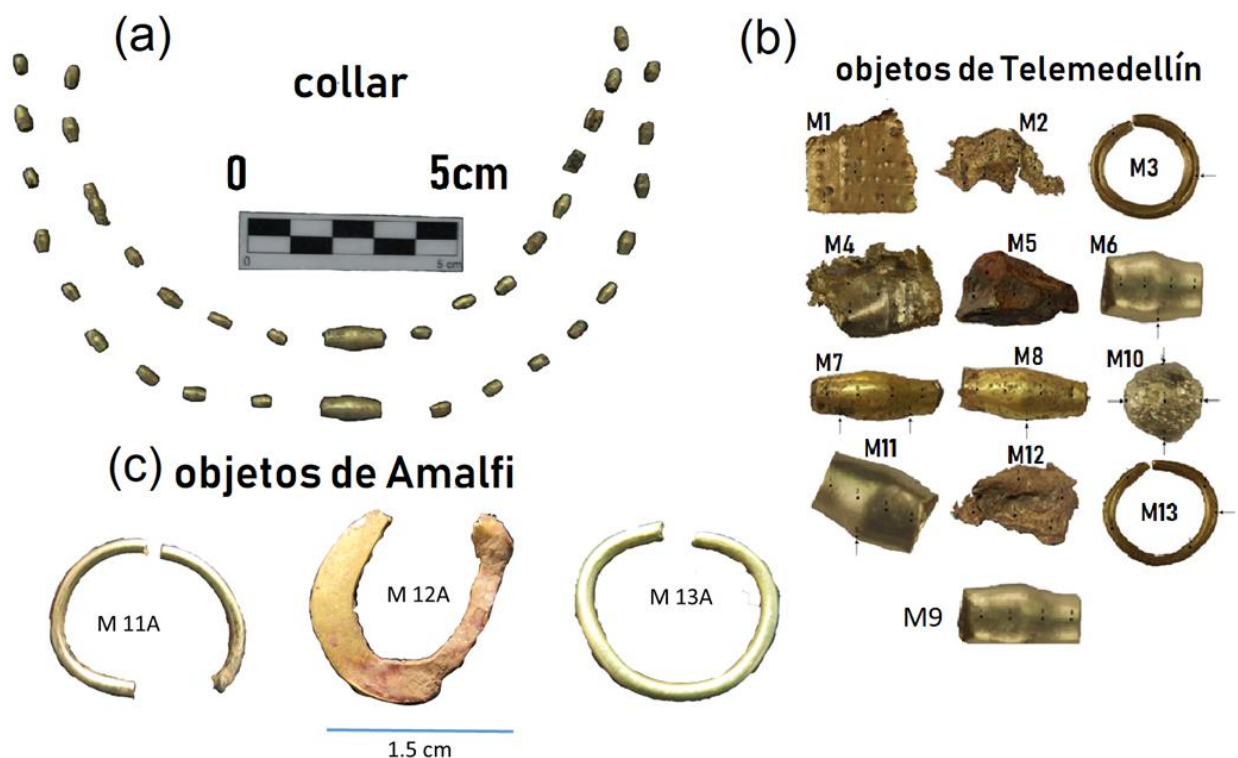 (a)
collar
0 5cm
0 5 cm
(b)
objetos de Telemedellín
M1 M2 M3
M4 M5 M6
M7 M8 M10
M11 M12 M13
M9
(c) objetos de Amalfi
M 11A M 12A M 13A
1.5 cm